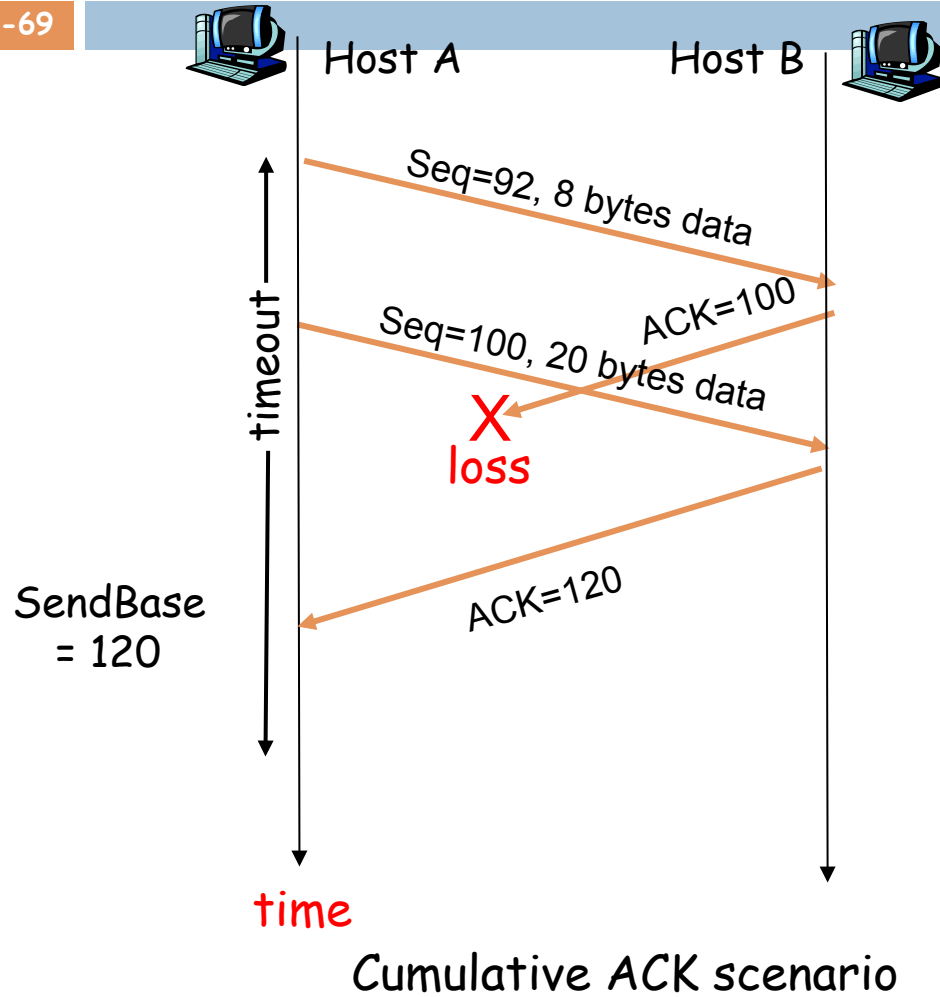 -69
Host A
Host B
Seq=92, 8 bytes data
ACK=100
timeout
Seq=100, 20 bytes data
X
loss
ACK=120
SendBase
= 120
time
Cumulative ACK scenario